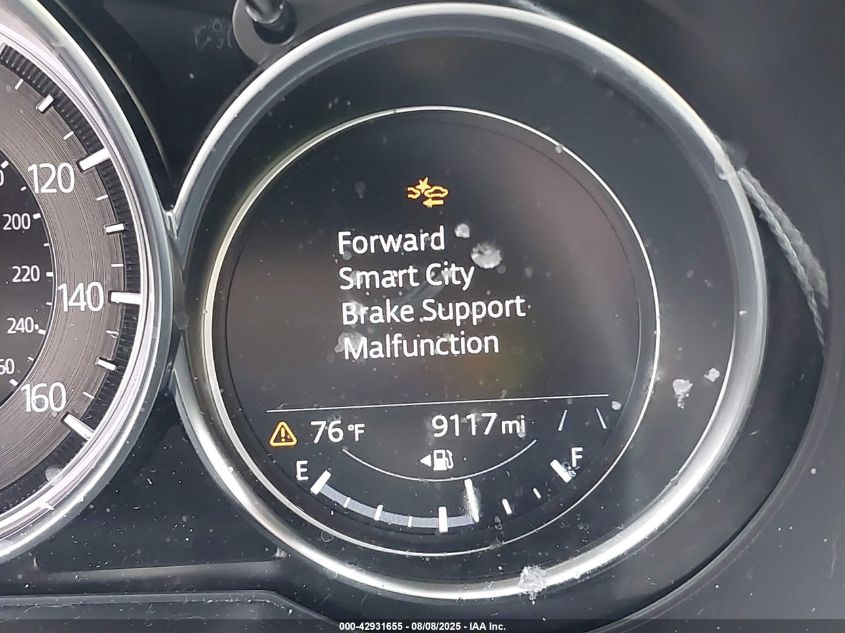 120
200
220
140
240
160
Forward
Smart City
Brake Support
Malfunction
76°F
9117 mi
E
F
000-42931655 - 08/08/2025 - IAA Inc.